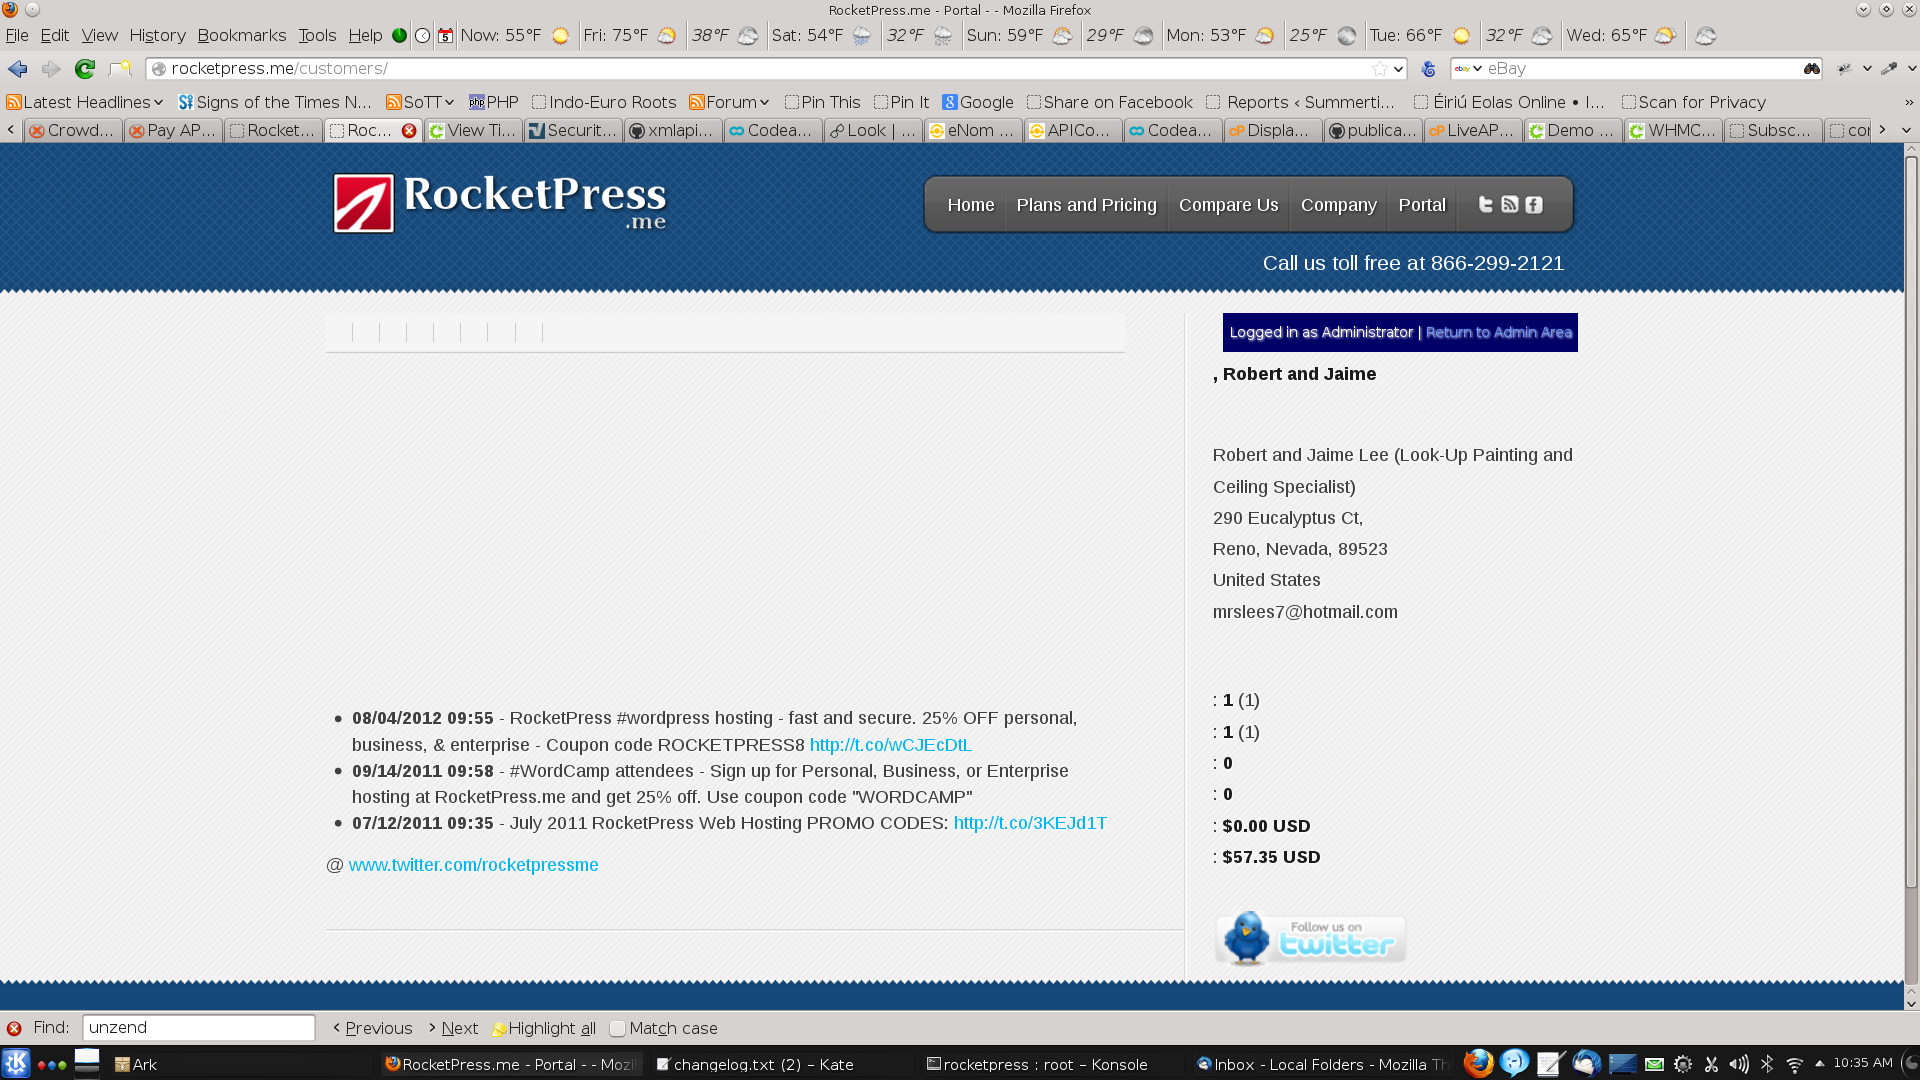 RocketPress.me - Portal - - Mozilla Firefox
File Edit View History Bookmarks Tools Help Now: 55°F Fri: 75°F 38°F Sat: 54°F 32°F Sun: 59°F 29°F Mon: 53°F 25°F Tue: 66°F 32°F Wed: 65°F
rocketpress.me/customers/ ebay eBay
Latest Headlines Signs of the Times N... SoTT php PHP Indo-Euro Roots Forum Pin This Pin It Google Share on Facebook Reports ‹ Summerti... Éiriú Eolas Online • I... Scan for Privacy »
Crowd... Pay AP... Rocket... Roc... View Ti... Securit... xmlapi... Codea... Look | ... eNom ... APICo... Codea... cP Displa... publica... cP LiveAP... Demo ... WHMC... Subsc... cor
RocketPress
.me
Home Plans and Pricing Compare Us Company Portal
Call us toll free at 866-299-2121
Logged in as Administrator | Return to Admin Area
, Robert and Jaime
Robert and Jaime Lee (Look-Up Painting and
Ceiling Specialist)
290 Eucalyptus Ct,
Reno, Nevada, 89523
United States
mrslees7@hotmail.com
: 1 (1)
: 1 (1)
: 0
: 0
: $0.00 USD
: $57.35 USD
• 08/04/2012 09:55 - RocketPress #wordpress hosting - fast and secure. 25% OFF personal,
business, & enterprise - Coupon code ROCKETPRESS8 http://t.co/wCJEcDtL
• 09/14/2011 09:58 - #WordCamp attendees - Sign up for Personal, Business, or Enterprise
hosting at RocketPress.me and get 25% off. Use coupon code "WORDCAMP"
• 07/12/2011 09:35 - July 2011 RocketPress Web Hosting PROMO CODES: http://t.co/3KEJd1T
@ www.twitter.com/rocketpressme
Follow us on
twitter
Find: unzend Previous Next Highlight all Match case
Ark RocketPress.me - Portal - - Mozil changelog.txt (2) – Kate rocketpress : root – Konsole Inbox - Local Folders - Mozilla Th 10:35 AM